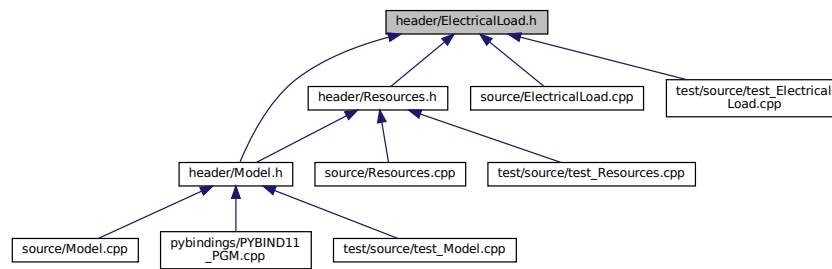 header/ElectricalLoad.h
header/Resources.h
source/ElectricalLoad.cpp
test/source/test_Electrical
Load.cpp
header/Model.h
source/Resources.cpp
test/source/test_Resources.cpp
source/Model.cpp
pybindings/PYBIND11
_PGM.cpp
test/source/test_Model.cpp